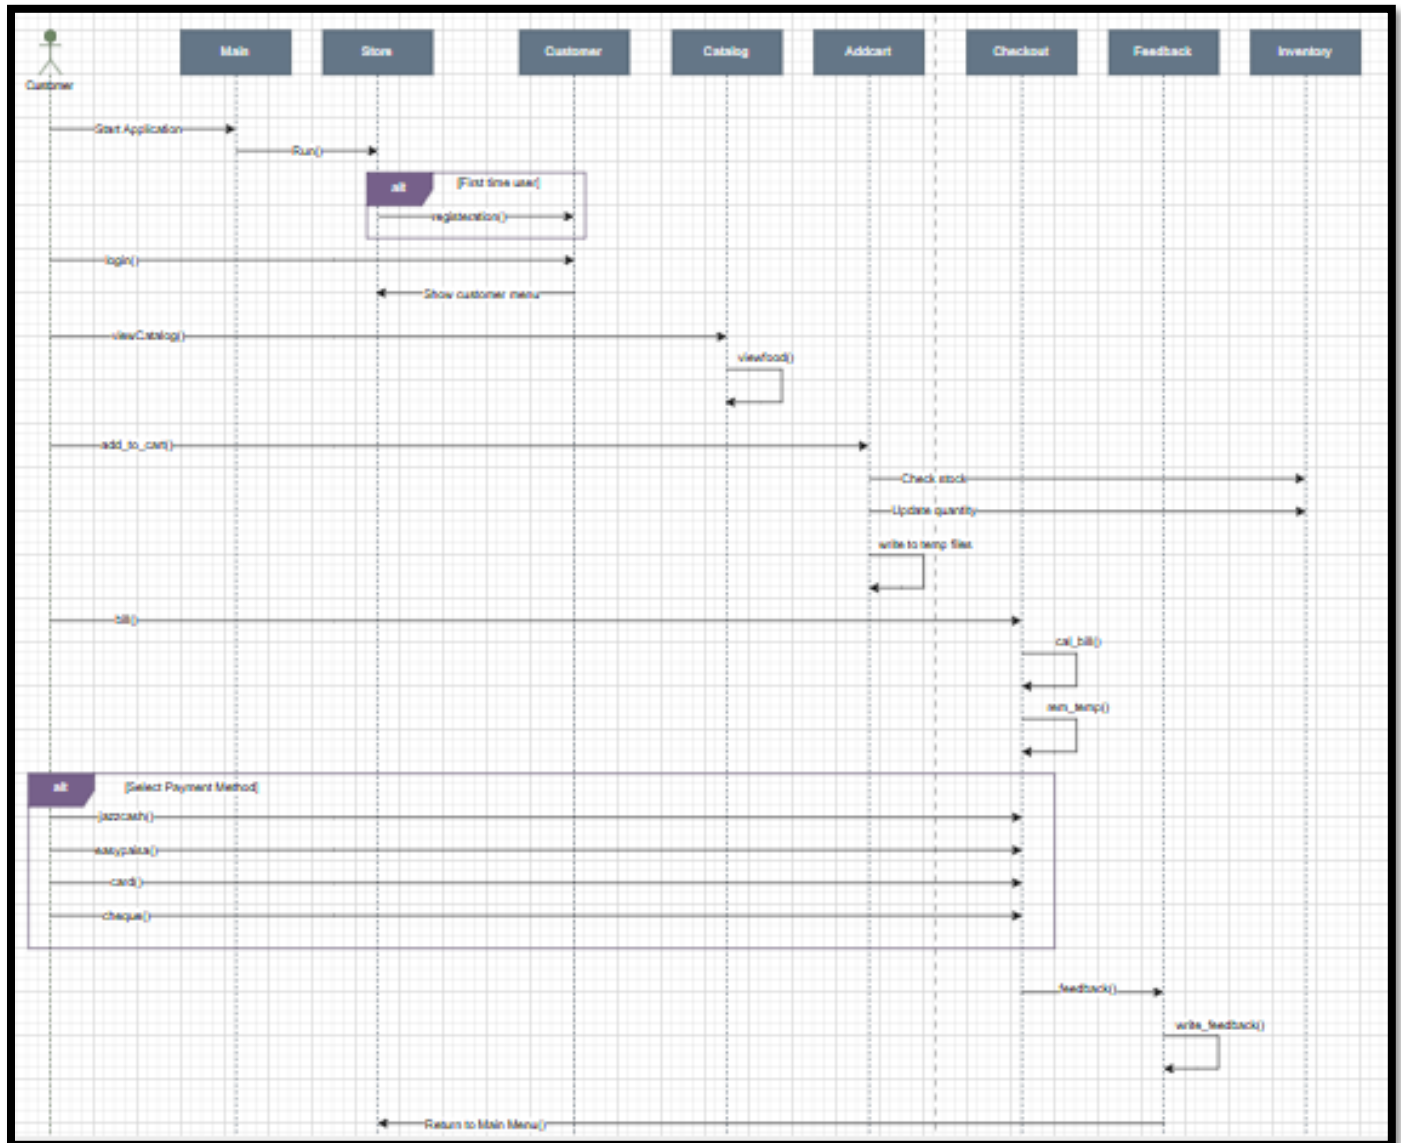 Main
Store
Customer
Catalog
Addcart
Checkout
Feedback
Inventory
Customer
Start Application
Run()
alt
[First time user]
registeration()
login()
Show customer menu
viewCatalog()
viewfood()
add_to_cart()
Check stock
Update quantity
write to temp files
bill()
cal_bill()
rem_temp()
alt
[Select Payment Method]
jazzcash()
easypaisa()
card()
cheque()
feedback()
write_feedback()
Return to Main Menu()